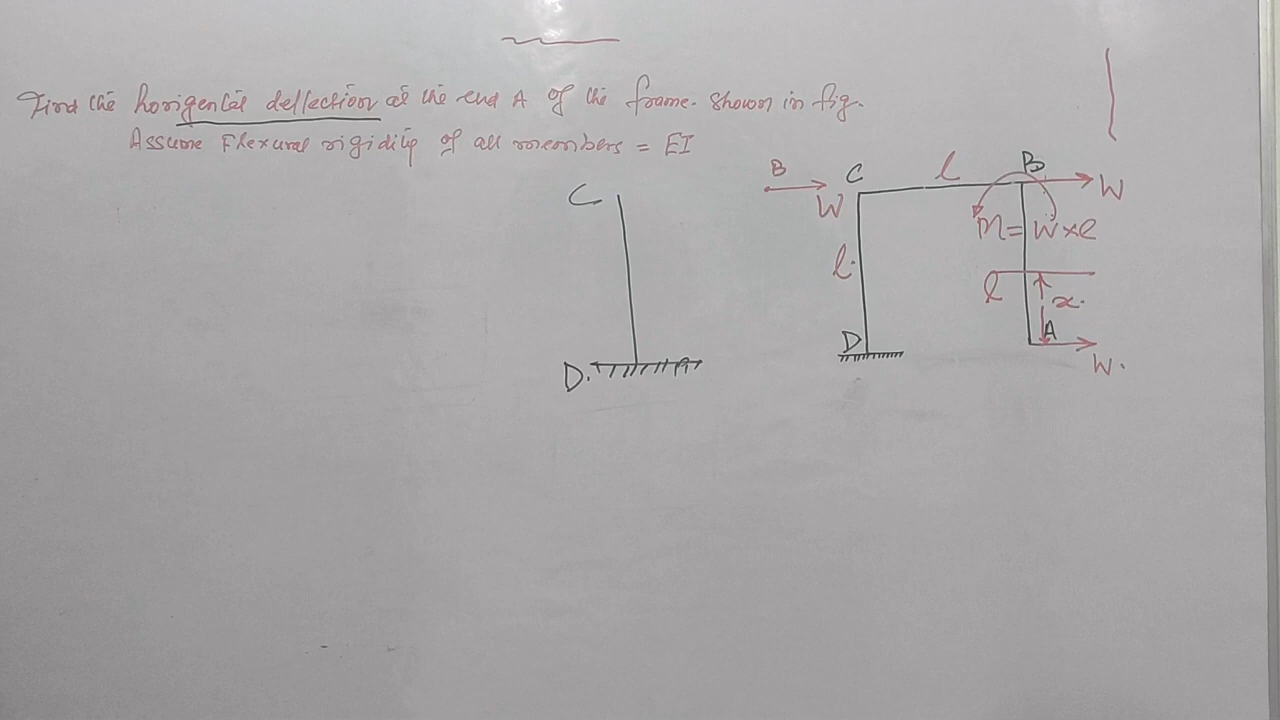 Find the horigental deflection at the end A of the frame. Shown in fig.
Assume Flexural rigidity of all members = EI
B
W
C
l
B
W
C
M = W×l
l
l
x.
D
A
W.
D.